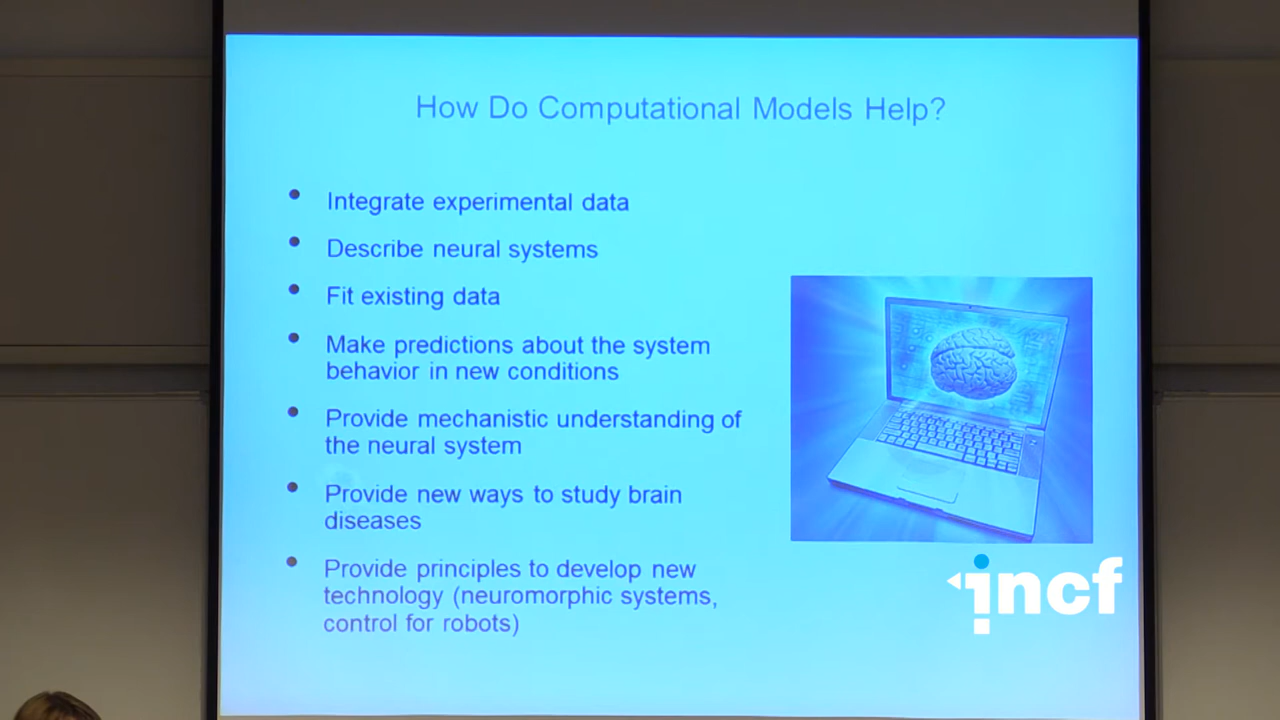 How Do Computational Models Help?
Integrate experimental data
Describe neural systems
Fit existing data
Make predictions about the system
behavior in new conditions
Provide mechanistic understanding of
the neural system
Provide new ways to study brain
diseases
Provide principles to develop new
technology (neuromorphic systems,
control for robots)
incf